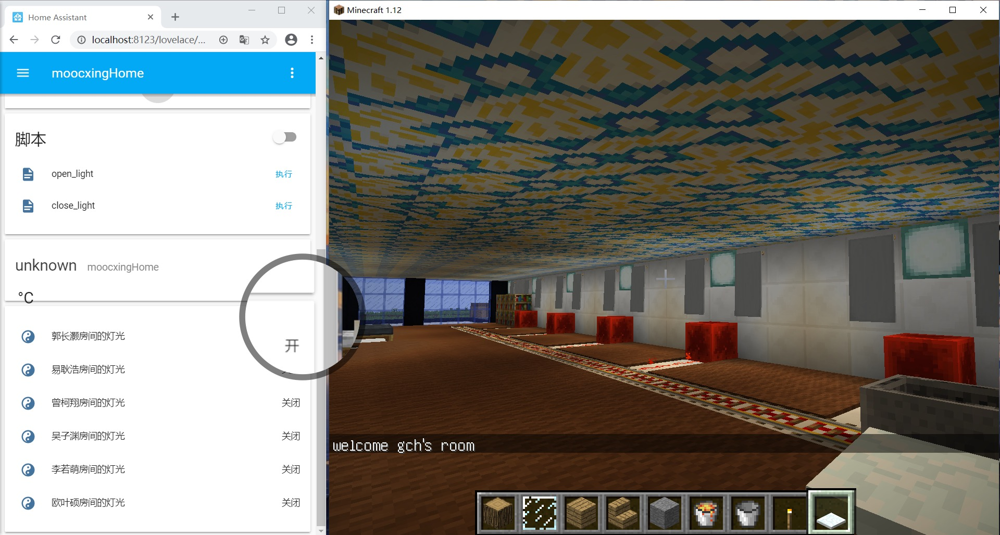 Home Assistant
localhost:8123/lovelace/...
moocxingHome
脚本
open_light
执行
close_light
执行
unknown moocxingHome
°C
郭长灏房间的灯光
开
易耿浩房间的灯光
曾柯翔房间的灯光
关闭
吴子渊房间的灯光
关闭
李若萌房间的灯光
关闭
欧叶硕房间的灯光
关闭
Minecraft 1.12
welcome gch's room